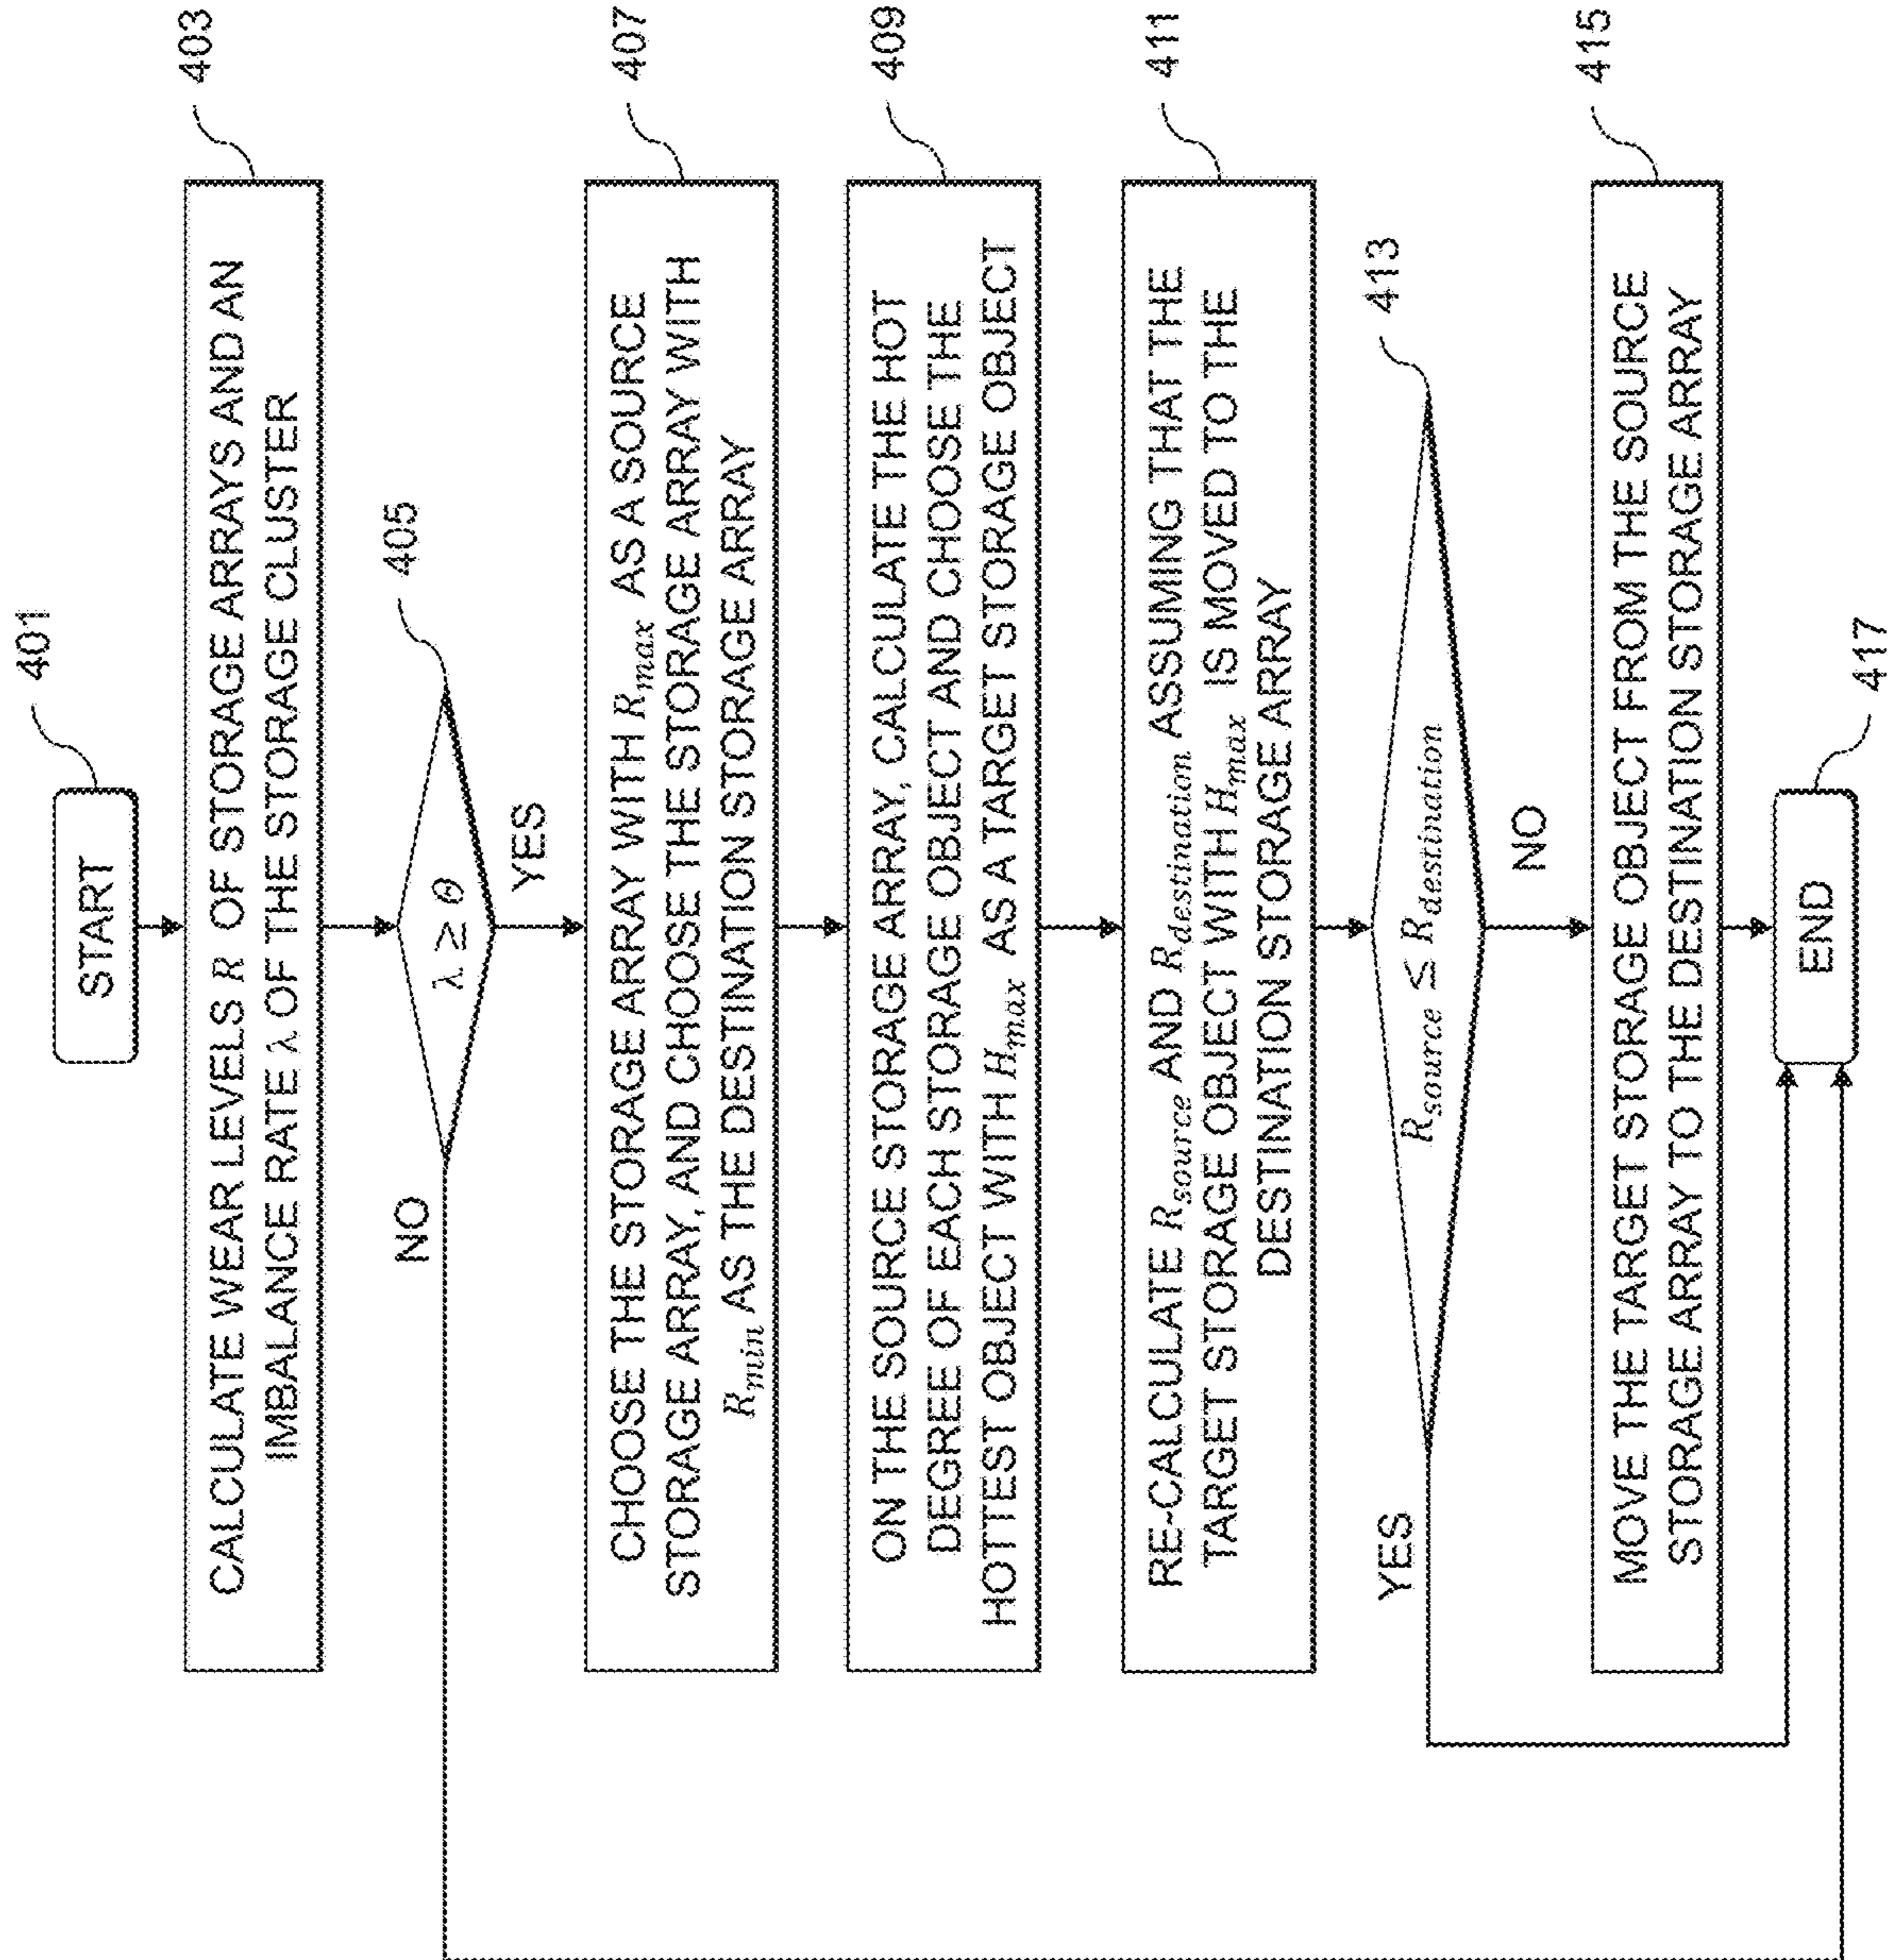 START
401
CALCULATE WEAR LEVELS R OF STORAGE ARRAYS AND AN
IMBALANCE RATE λ OF THE STORAGE CLUSTER
403
λ ≥ Θ
405
NO
YES
CHOOSE THE STORAGE ARRAY WITH R_max AS A SOURCE
STORAGE ARRAY, AND CHOOSE THE STORAGE ARRAY WITH
R_min AS THE DESTINATION STORAGE ARRAY
407
ON THE SOURCE STORAGE ARRAY, CALCULATE THE HOT
DEGREE OF EACH STORAGE OBJECT AND CHOOSE THE
HOTTEST OBJECT WITH H_max AS A TARGET STORAGE OBJECT
409
RE-CALCULATE R_source AND R_destination ASSUMING THAT THE
TARGET STORAGE OBJECT WITH H_max IS MOVED TO THE
DESTINATION STORAGE ARRAY
411
R_source ≤ R_destination
413
YES
NO
MOVE THE TARGET STORAGE OBJECT FROM THE SOURCE
STORAGE ARRAY TO THE DESTINATION STORAGE ARRAY
415
END
417